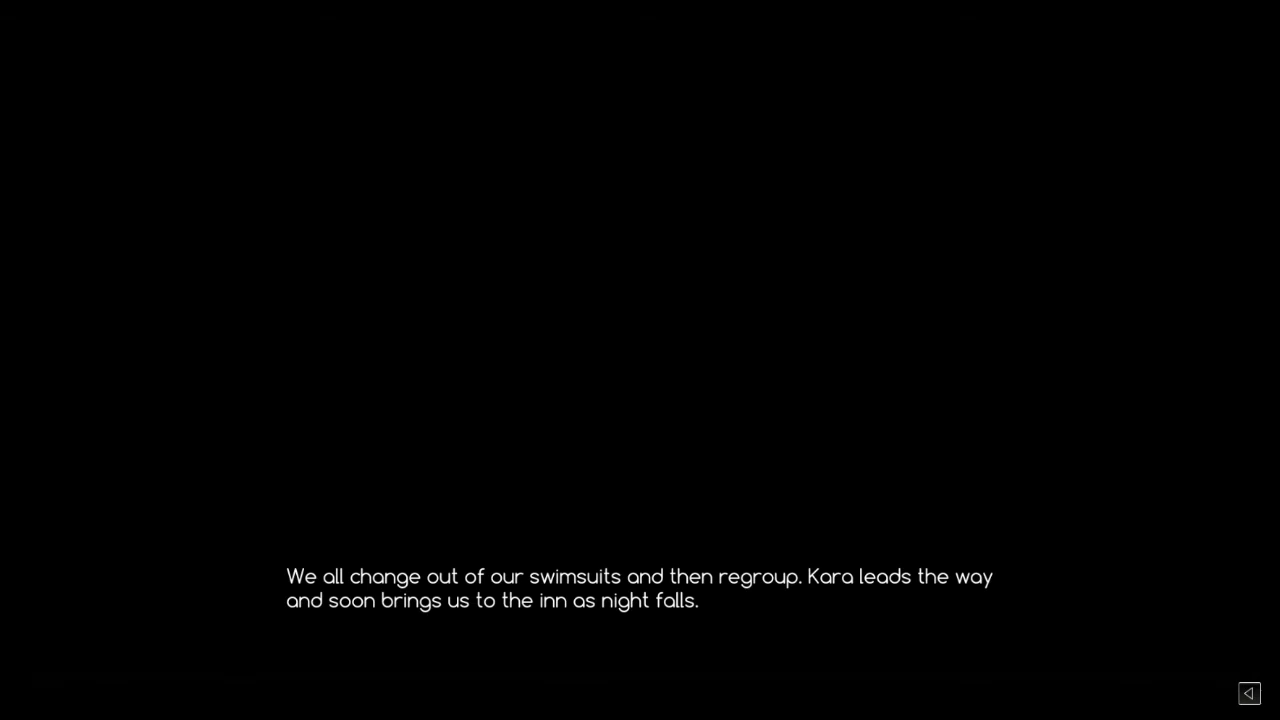 We all change out of our swimsuits and then regroup. Kara leads the way
and soon brings us to the inn as night falls.